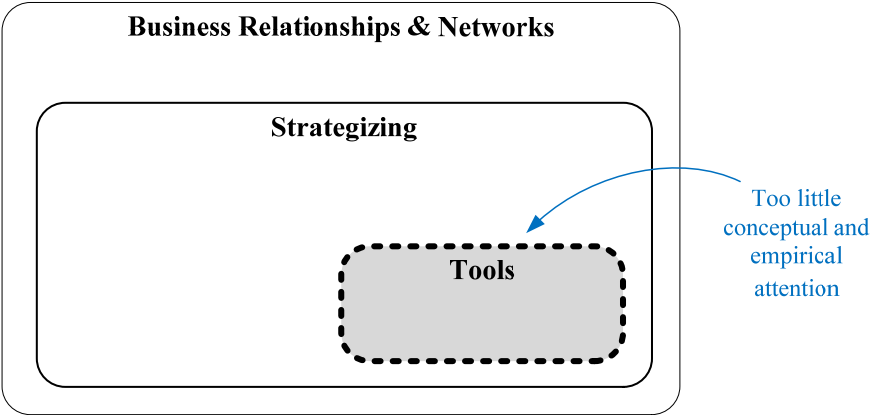 Business Relationships & Networks
Strategizing
Tools
Too little
conceptual and
empirical
attention